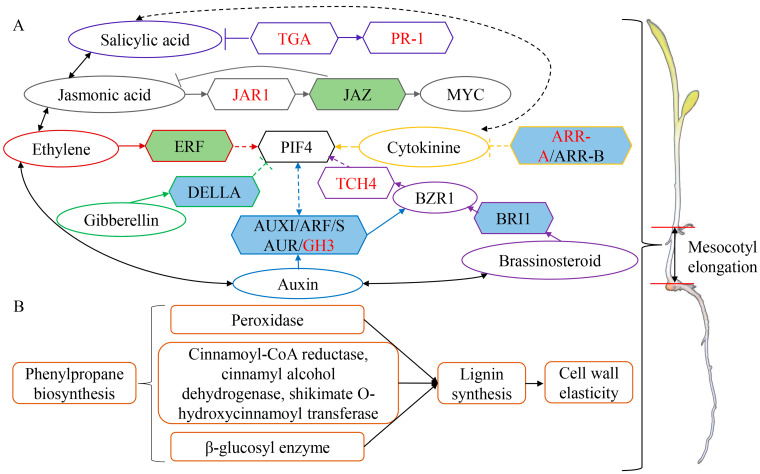 A
Salicylic acid
TGA
PR-1
Jasmonic acid
JAR1
JAZ
MYC
Ethylene
ERF
PIF4
Cytokinine
ARR-
A/ARR-B
DELLA
TCH4
BZR1
Gibberellin
AUXI/ARF/S
AUR/GH3
BRI1
Brassinosteroid
Auxin
Mesocotyl
elongation
B
Peroxidase
Phenylpropane
biosynthesis
Cinnamoyl-CoA reductase,
cinnamyl alcohol
dehydrogenase, shikimate O-
hydroxycinnamoyl transferase
β-glucosyl enzyme
Lignin
synthesis
Cell wall
elasticity